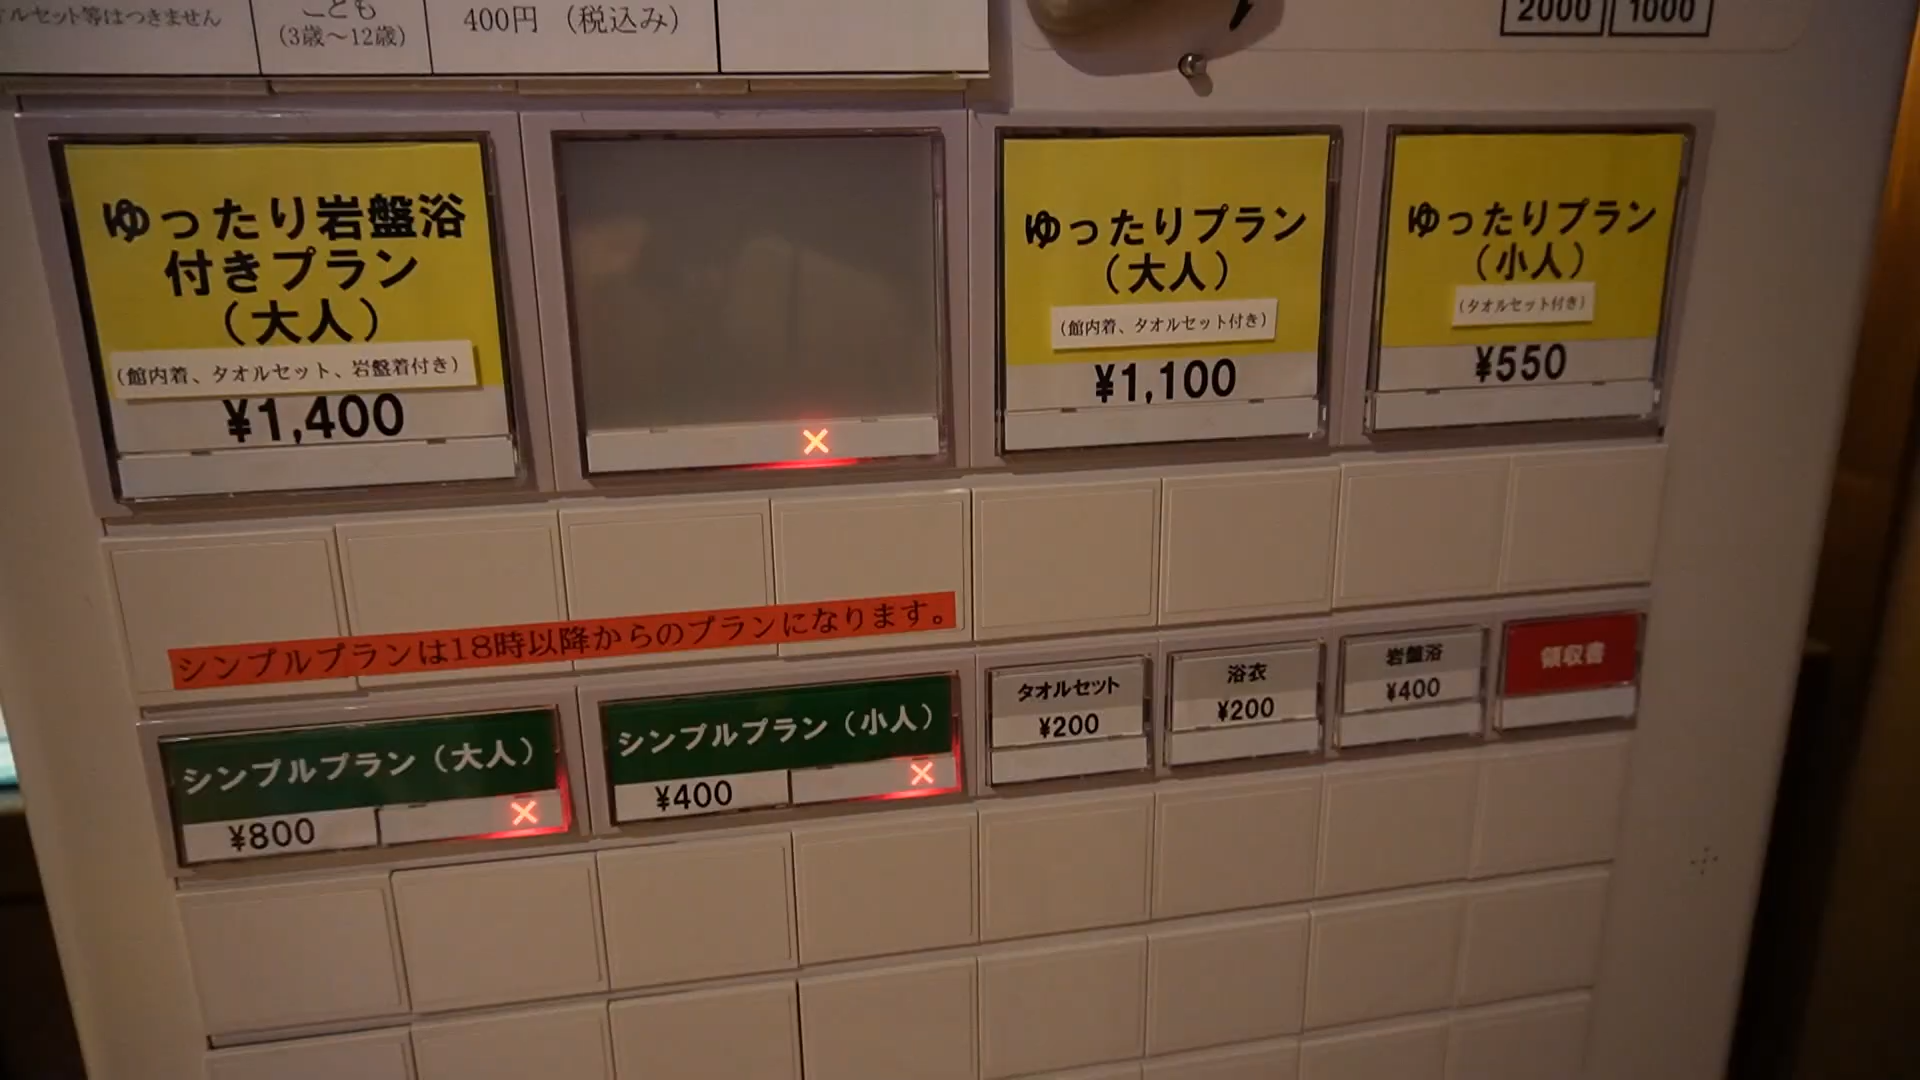 ルセット等はつきません
こども
(3歳～12歳)
400円 (税込み)
2000
1000
ゆったり岩盤浴
付きプラン
(大人)
(館内着、タオルセット、岩盤着付き)
¥1,400
×
ゆったりプラン
(大人)
(館内着、タオルセット付き)
¥1,100
ゆったりプラン
(小人)
(タオルセット付き)
¥550
シンプルプランは18時以降からのプランになります。
シンプルプラン(大人)
¥800
×
シンプルプラン(小人)
¥400
×
タオルセット
¥200
浴衣
¥200
岩盤浴
¥400
領収書